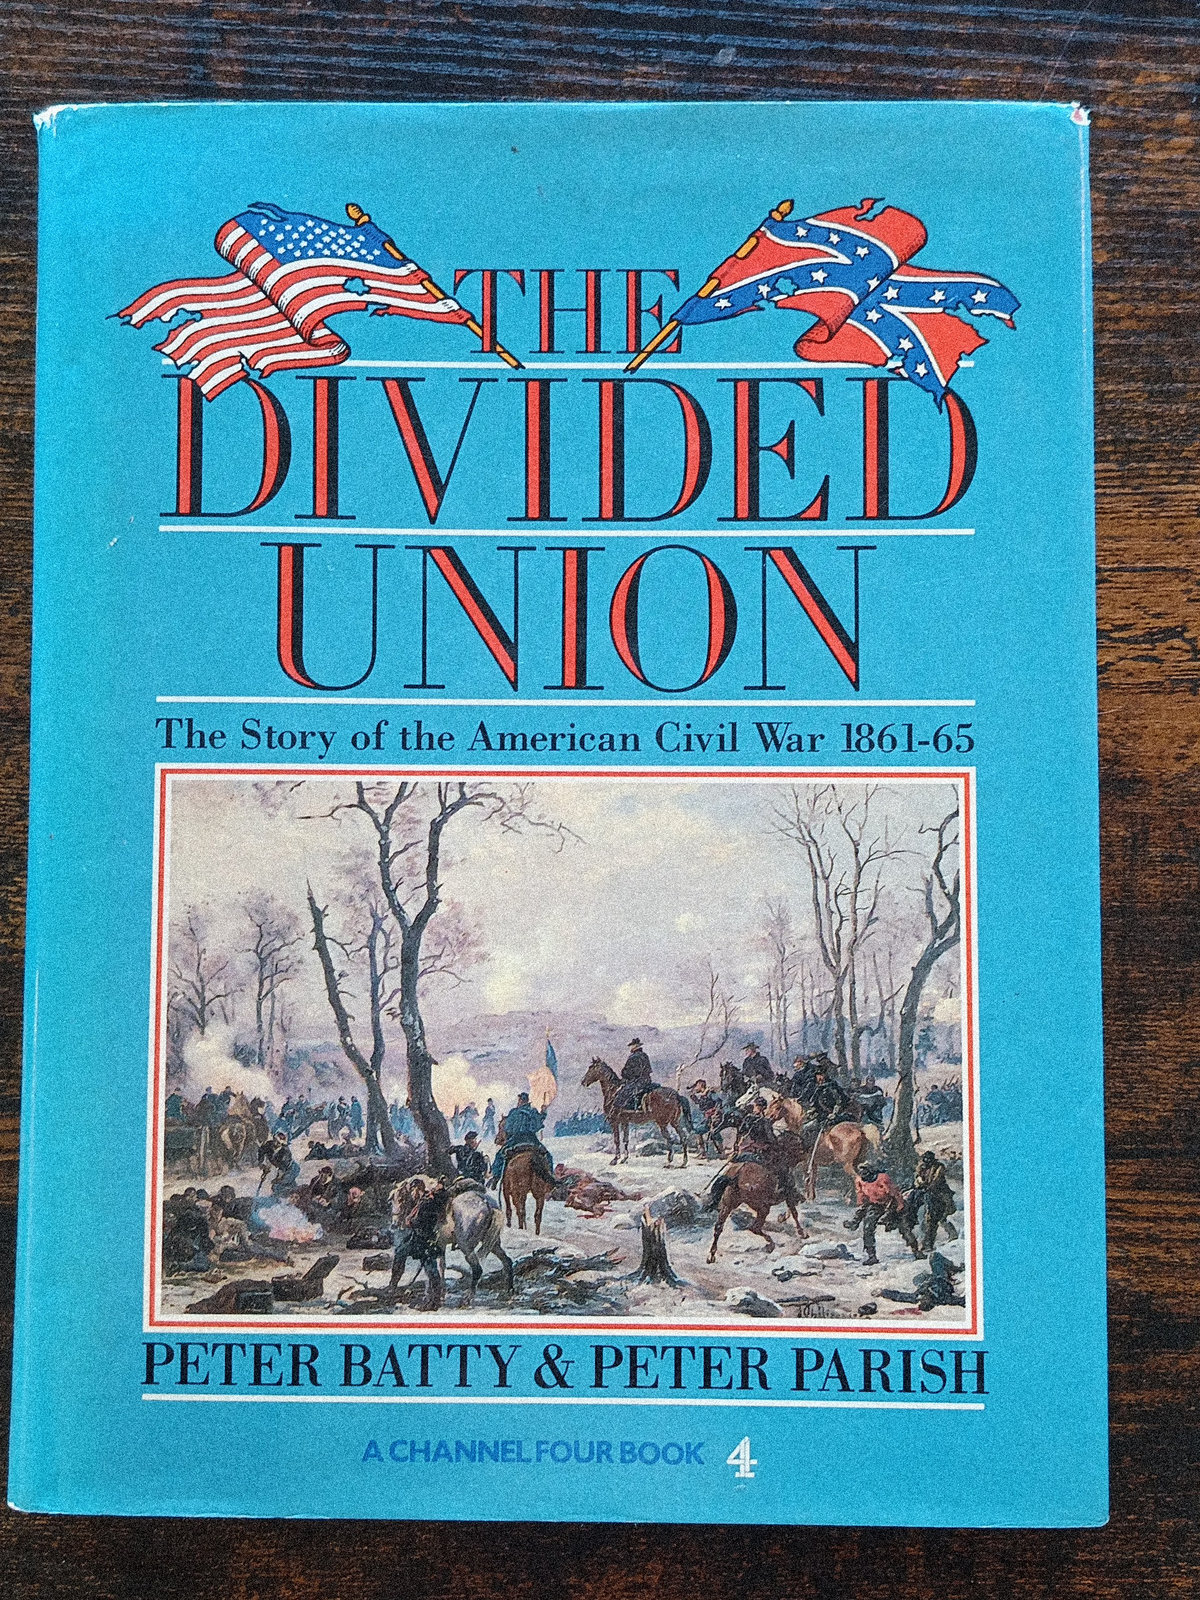 THE
DIVIDED
UNION
The Story of the American Civil War 1861-65
PETER BATTY & PETER PARISH
A CHANNEL FOUR BOOK 4